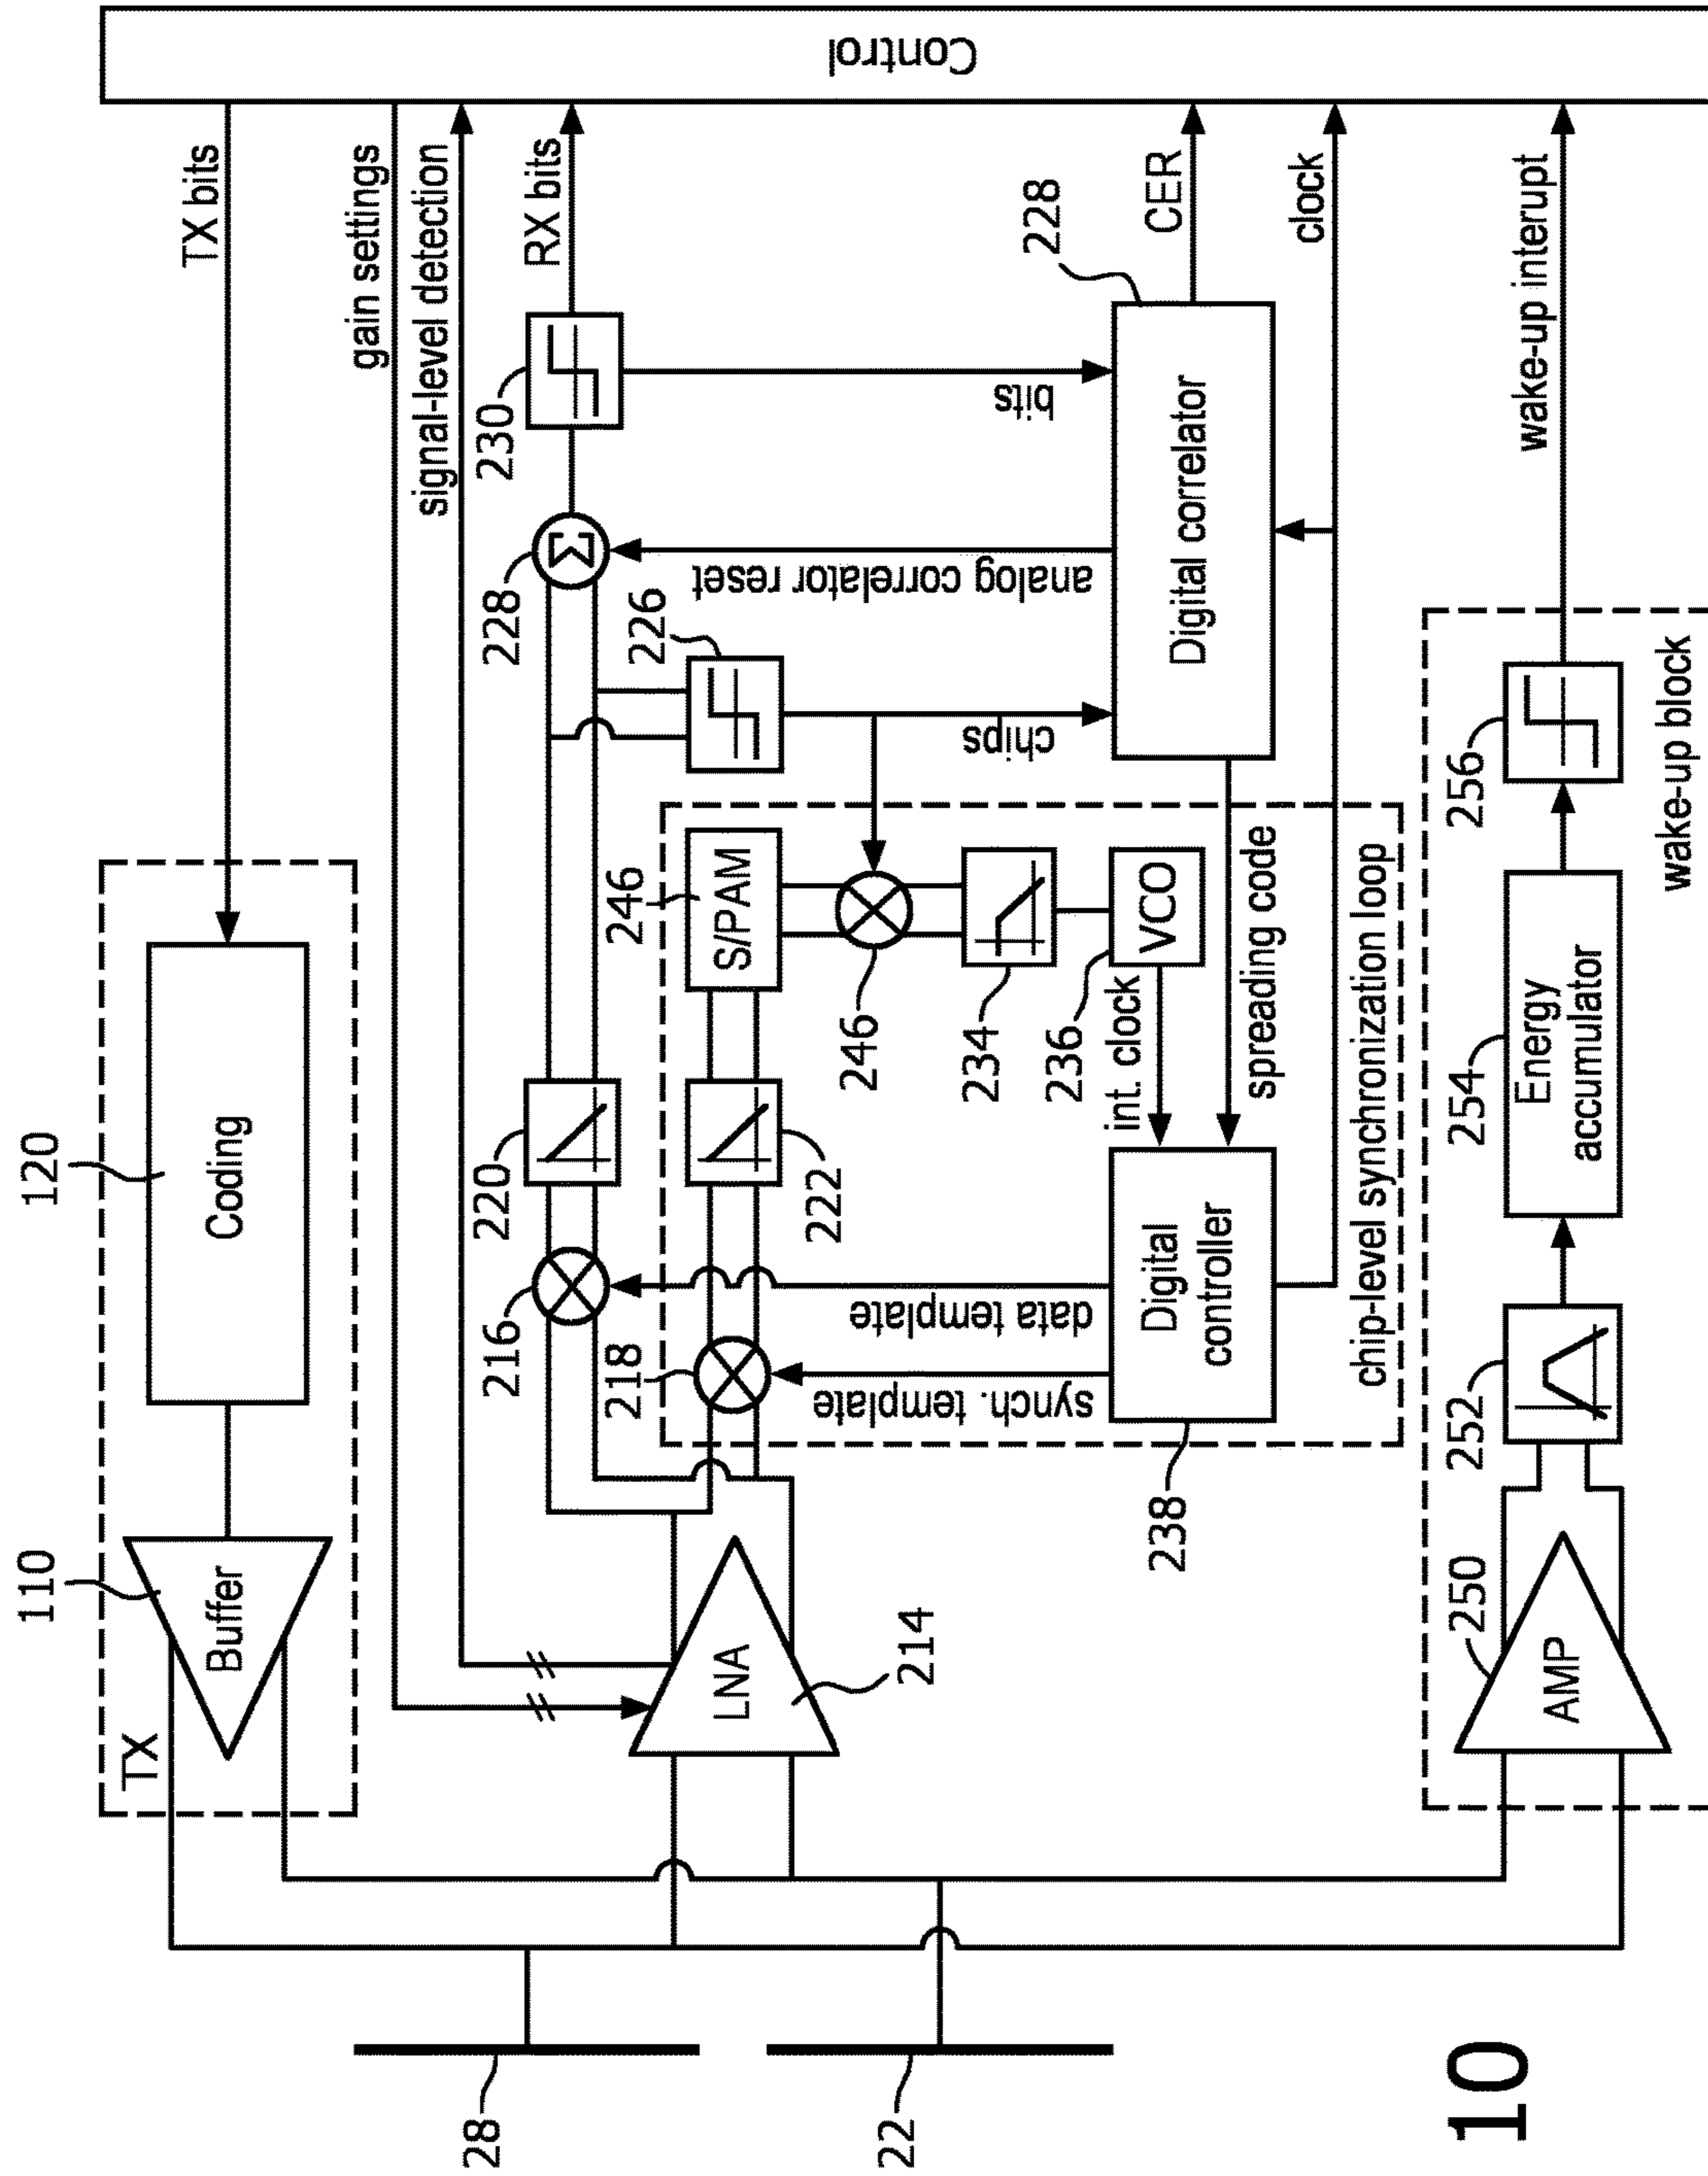 Control
TX bits
gain settings
signal-level detection
RX bits
CER
clock
wake-up interupt
120
Coding
110
Buffer
TX
230
228
226
228
bits
analog correlator reset
chips
Digital correlator
220
216
222
218
246
S/PAM
246
234
236
VCO
int. clock
spreading code
data template
synch. template
Digital
controller
238
chip-level synchronization loop
LNA
214
256
254
Energy
accumulator
252
250
AMP
wake-up block
28
22
10